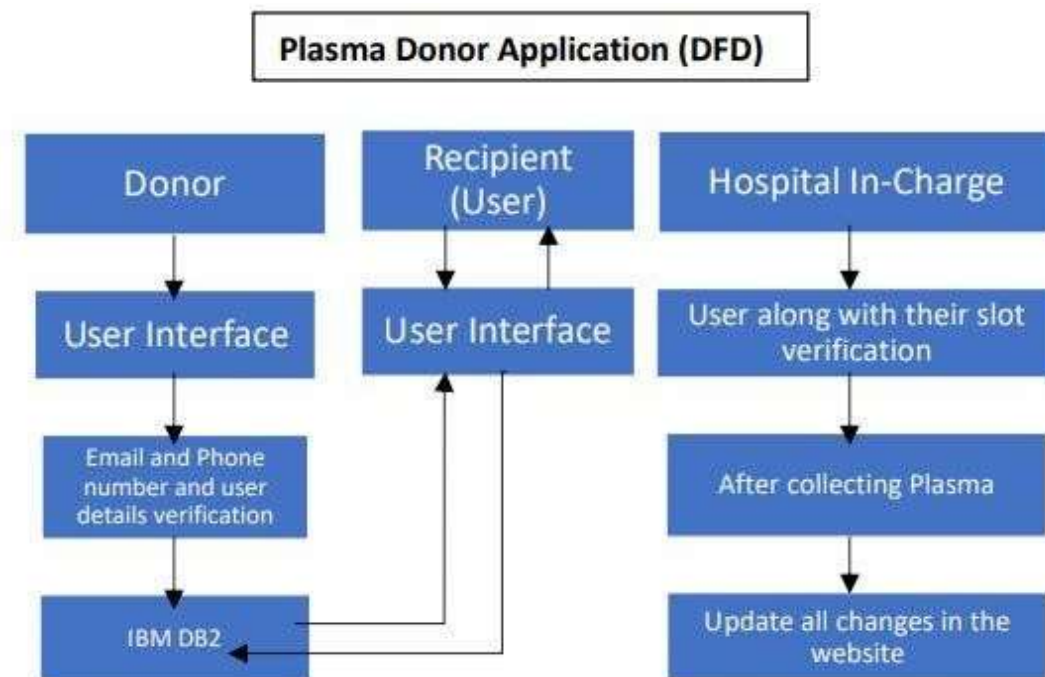 Plasma Donor Application (DFD)
Donor
User Interface
Email and Phone
number and user
details verification
IBM DB2
Recipient
(User)
User Interface
Hospital In-Charge
User along with their slot
verification
After collecting Plasma
Update all changes in the
website